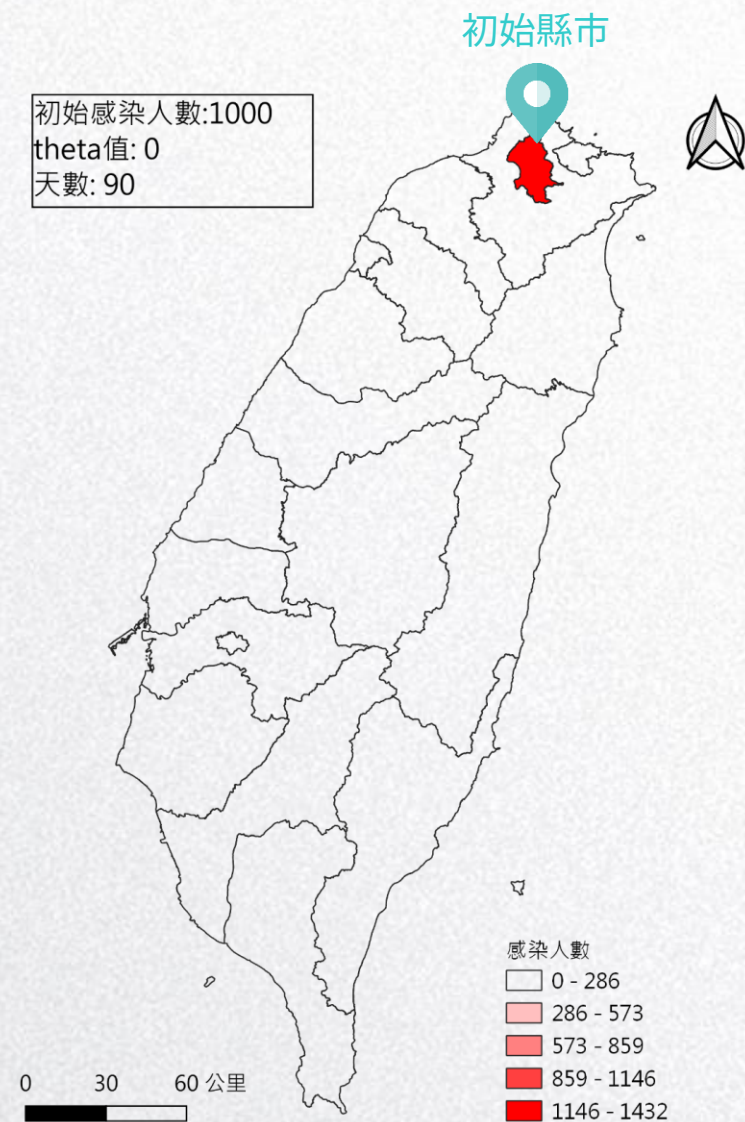 初始縣市
初始感染人數:1000
theta值: 0
天數: 90
感染人數
0 - 286
286 - 573
573 - 859
859 - 1146
1146 - 1432
0 30 60 公里